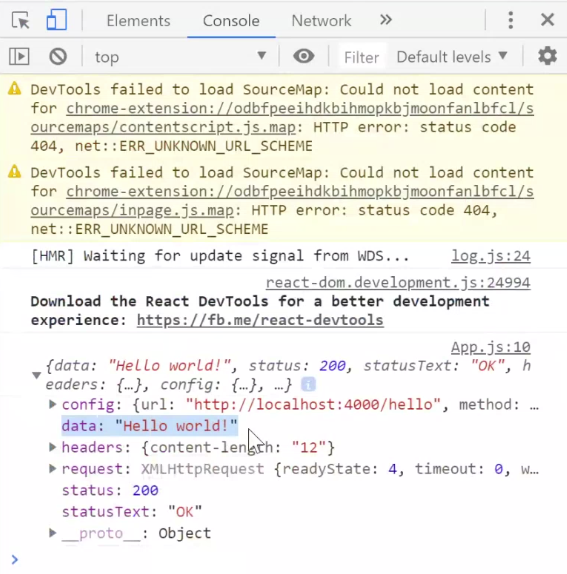 Elements Console Network »
top Filter Default levels
DevTools failed to load SourceMap: Could not load content
for chrome-extension://odbfpeeihdkbihmopkbjmoonfanlbfcl/s
ourcemaps/contentscript.js.map: HTTP error: status code
404, net::ERR_UNKNOWN_URL_SCHEME
DevTools failed to load SourceMap: Could not load content
for chrome-extension://odbfpeeihdkbihmopkbjmoonfanlbfcl/s
ourcemaps/inpage.js.map: HTTP error: status code 404,
net::ERR_UNKNOWN_URL_SCHEME
[HMR] Waiting for update signal from WDS... log.js:24
react-dom.development.js:24994
Download the React DevTools for a better development
experience: https://fb.me/react-devtools
App.js:10
{data: "Hello world!", status: 200, statusText: "OK", h
eaders: {…}, config: {…}, …} i
config: {url: "http://localhost:4000/hello", method: …
data: "Hello world!"
headers: {content-length: "12"}
request: XMLHttpRequest {readyState: 4, timeout: 0, w…
status: 200
statusText: "OK"
__proto__: Object